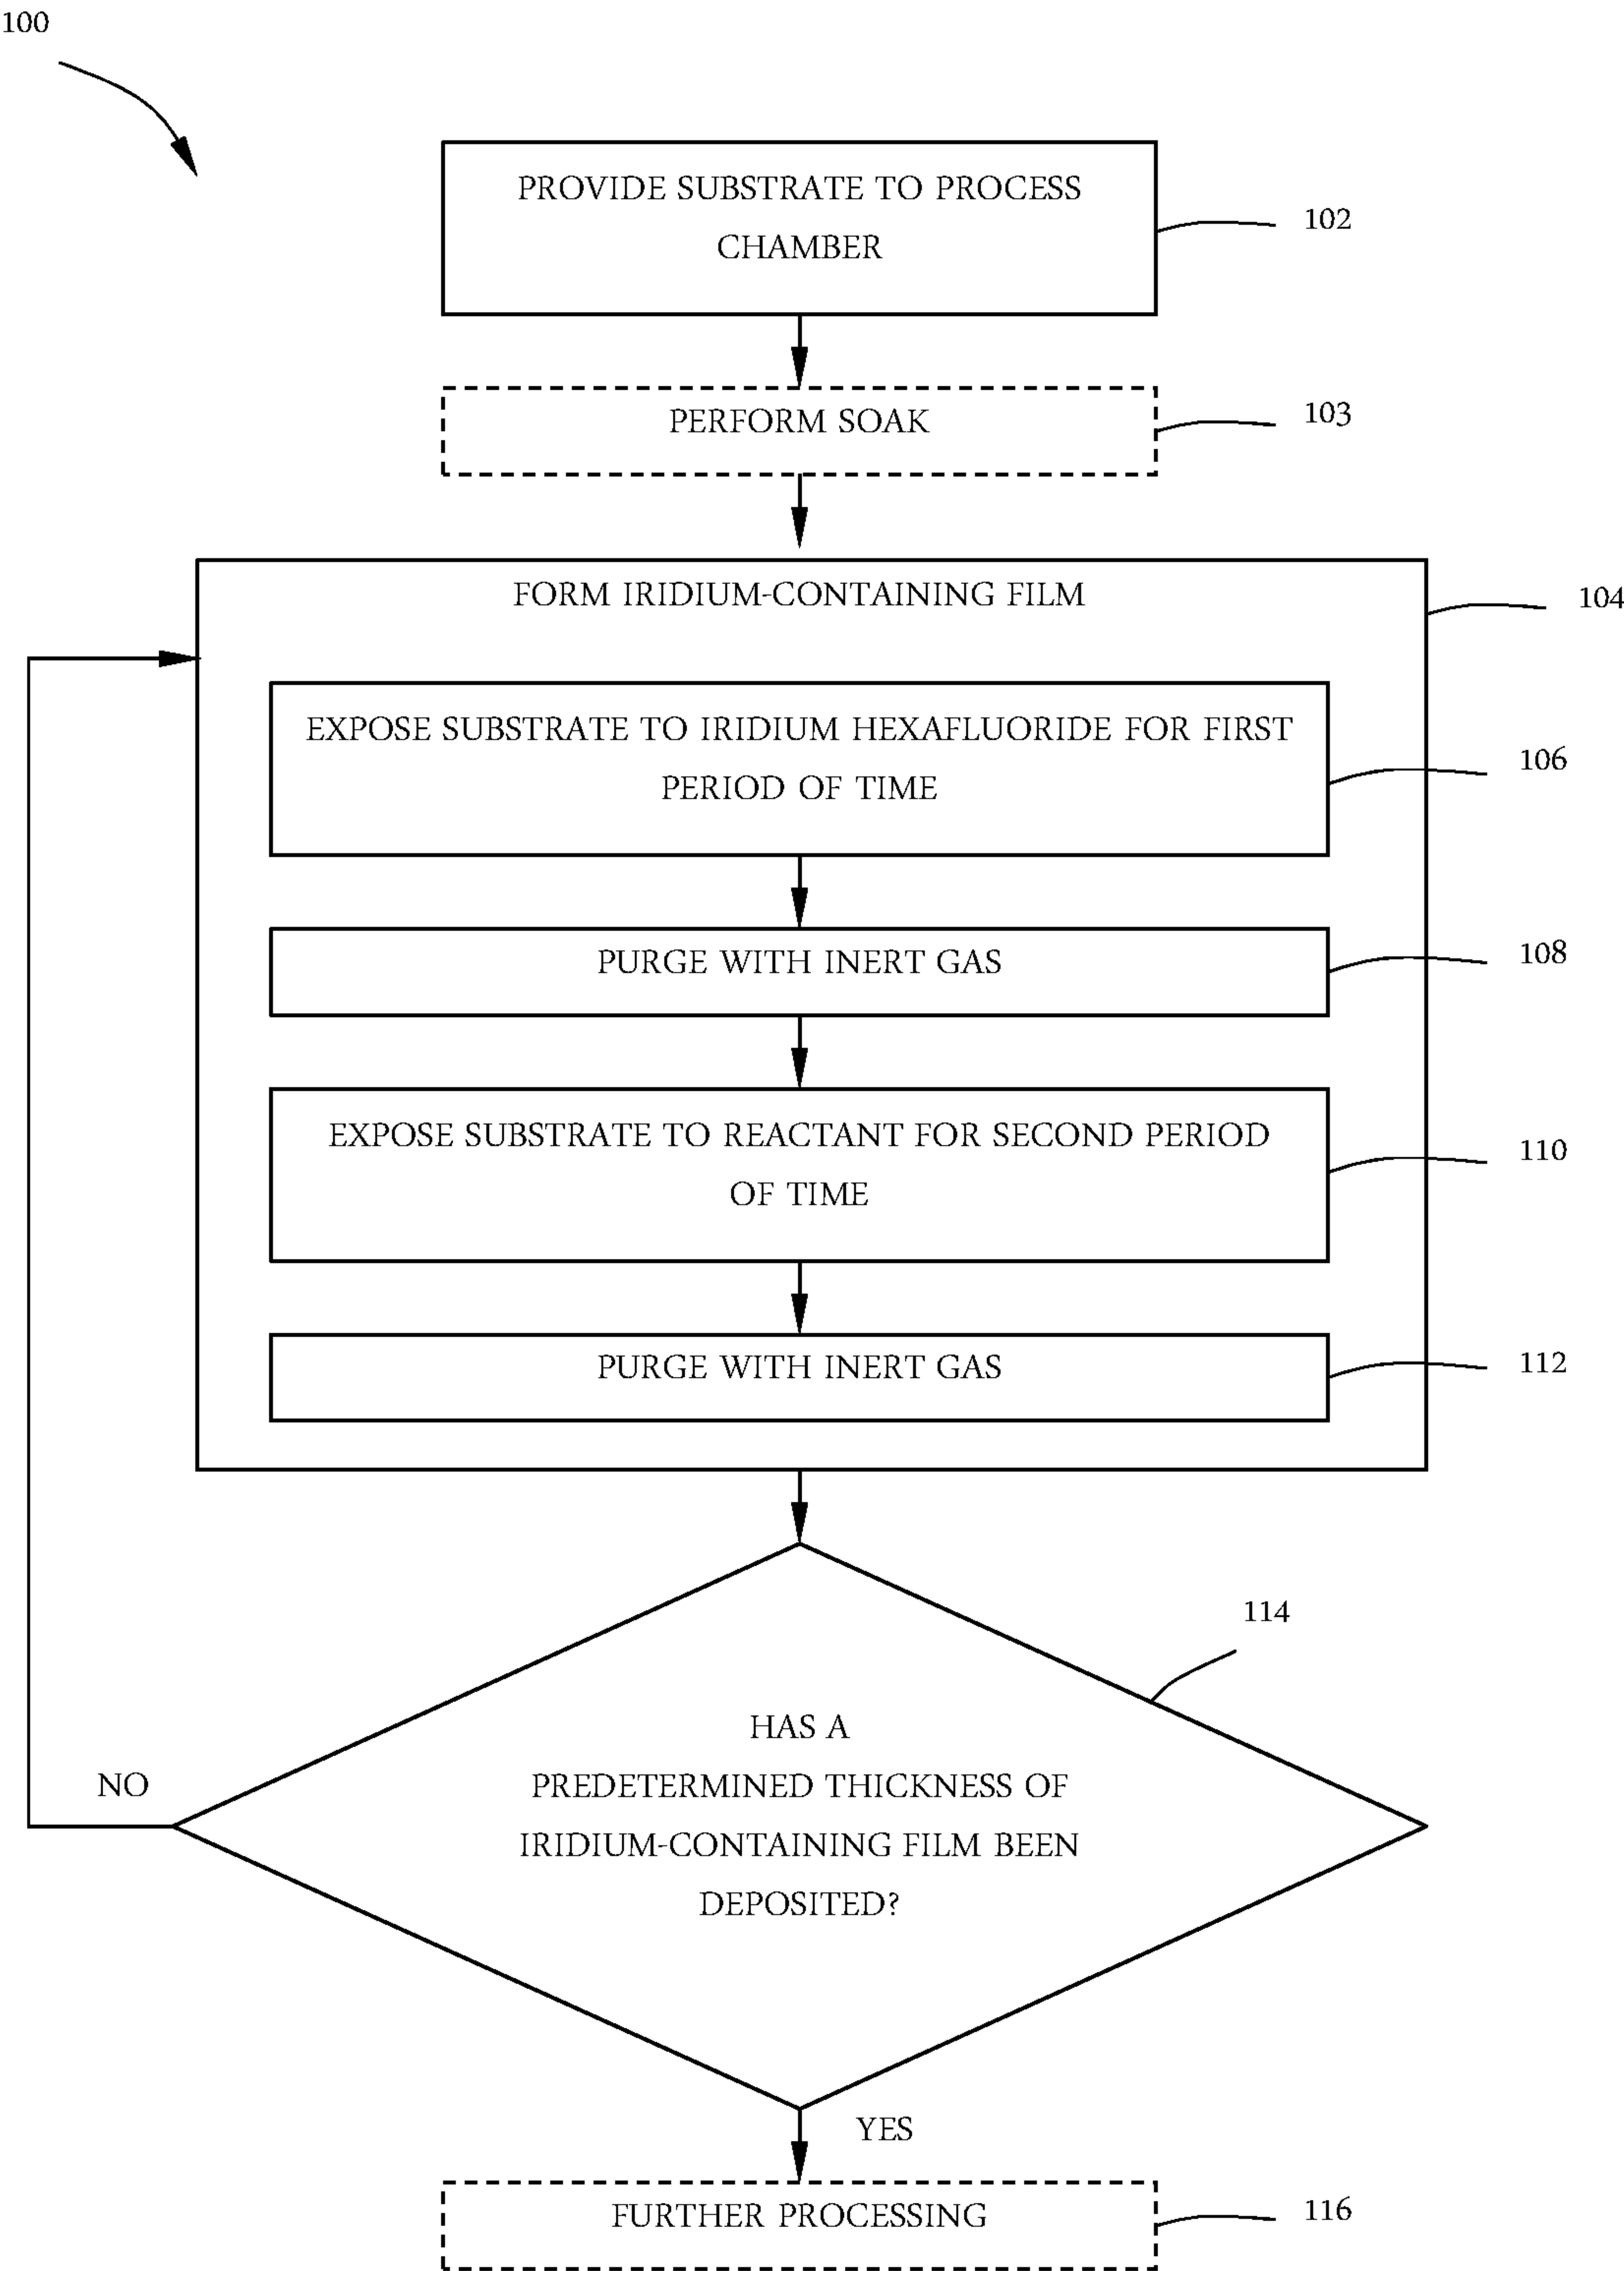 100
PROVIDE SUBSTRATE TO PROCESS
CHAMBER
102
PERFORM SOAK
103
FORM IRIDIUM-CONTAINING FILM
104
EXPOSE SUBSTRATE TO IRIDIUM HEXAFLUORIDE FOR FIRST
PERIOD OF TIME
106
PURGE WITH INERT GAS
108
EXPOSE SUBSTRATE TO REACTANT FOR SECOND PERIOD
OF TIME
110
PURGE WITH INERT GAS
112
114
HAS A
PREDETERMINED THICKNESS OF
IRIDIUM-CONTAINING FILM BEEN
DEPOSITED?
NO
YES
FURTHER PROCESSING
116